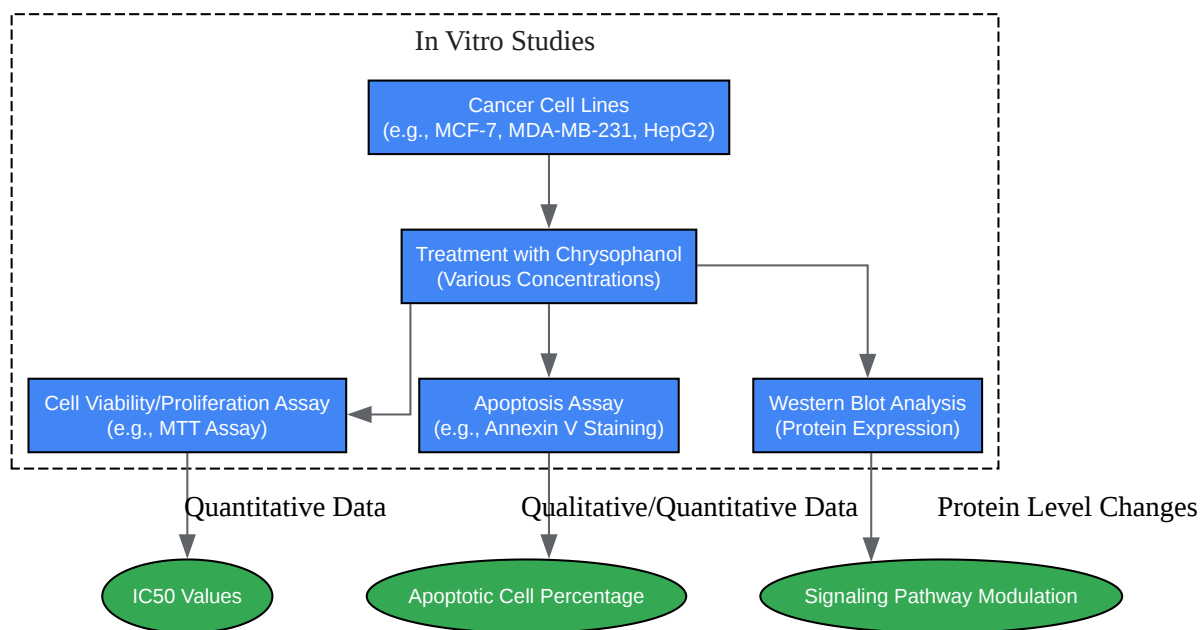 In Vitro Studies
Cancer Cell Lines
(e.g., MCF-7, MDA-MB-231, HepG2)
Treatment with Chrysophanol
(Various Concentrations)
Cell Viability/Proliferation Assay
(e.g., MTT Assay)
Apoptosis Assay
(e.g., Annexin V Staining)
Western Blot Analysis
(Protein Expression)
Quantitative Data
Qualitative/Quantitative Data
Protein Level Changes
IC50 Values
Apoptotic Cell Percentage
Signaling Pathway Modulation